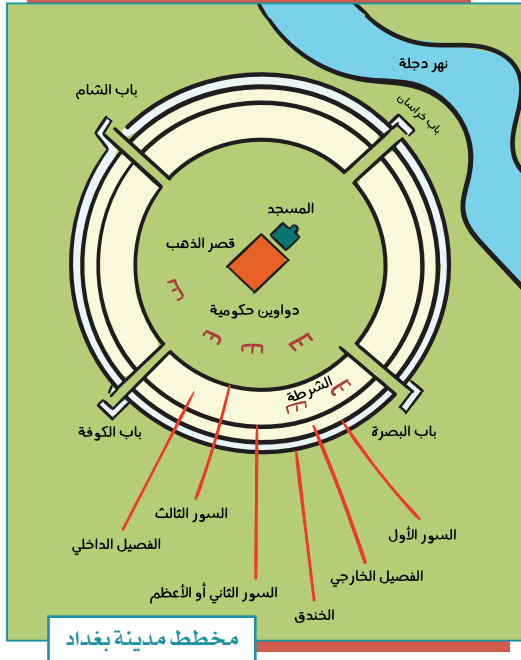 نهر دجلة
باب خراسان
باب الشام
المسجد
قصر الذهب
دواوين حكومية
الشرطة
باب الكوفة
باب البصرة
السور الثالث
السور الأول
الفصيل الداخلي
الفصيل الخارجي
السور الثاني أو الأعظم
الخندق
مخطط مدينة بغداد